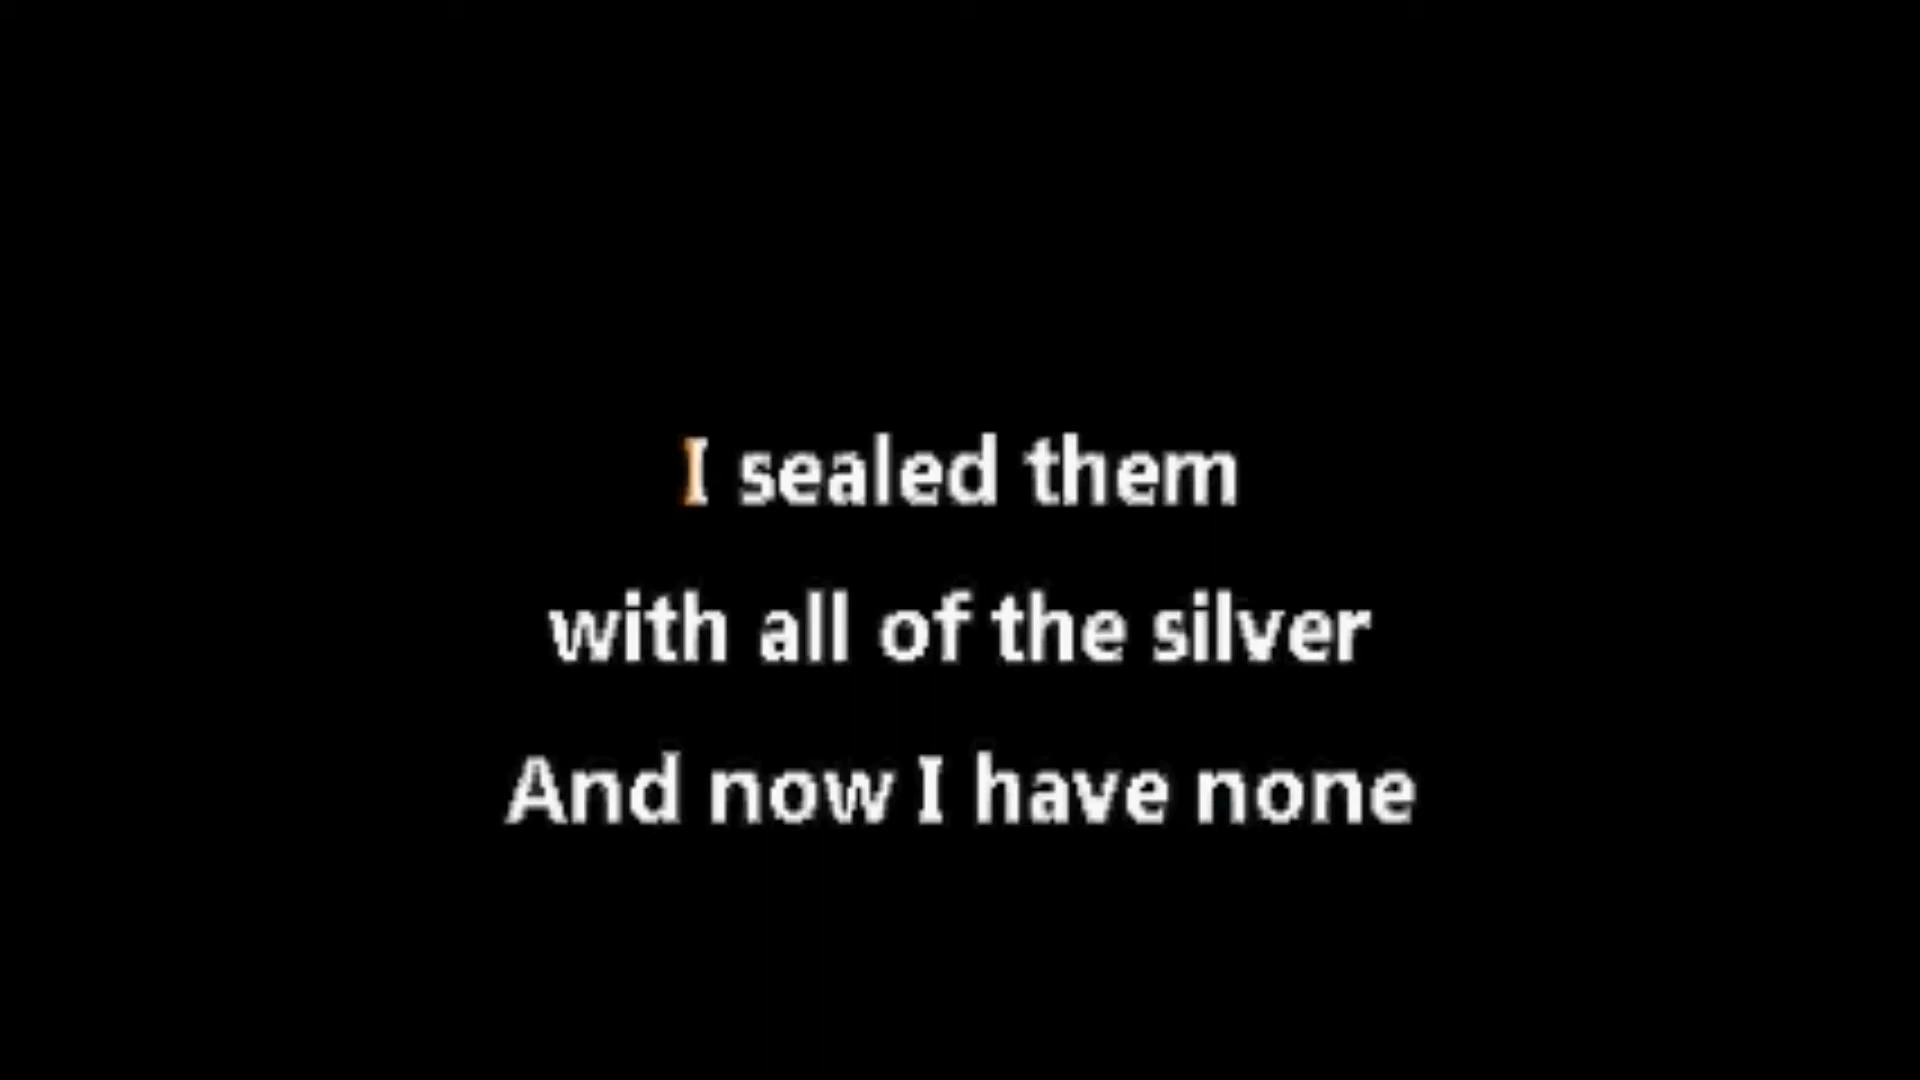 I sealed them
with all of the silver
And now I have none